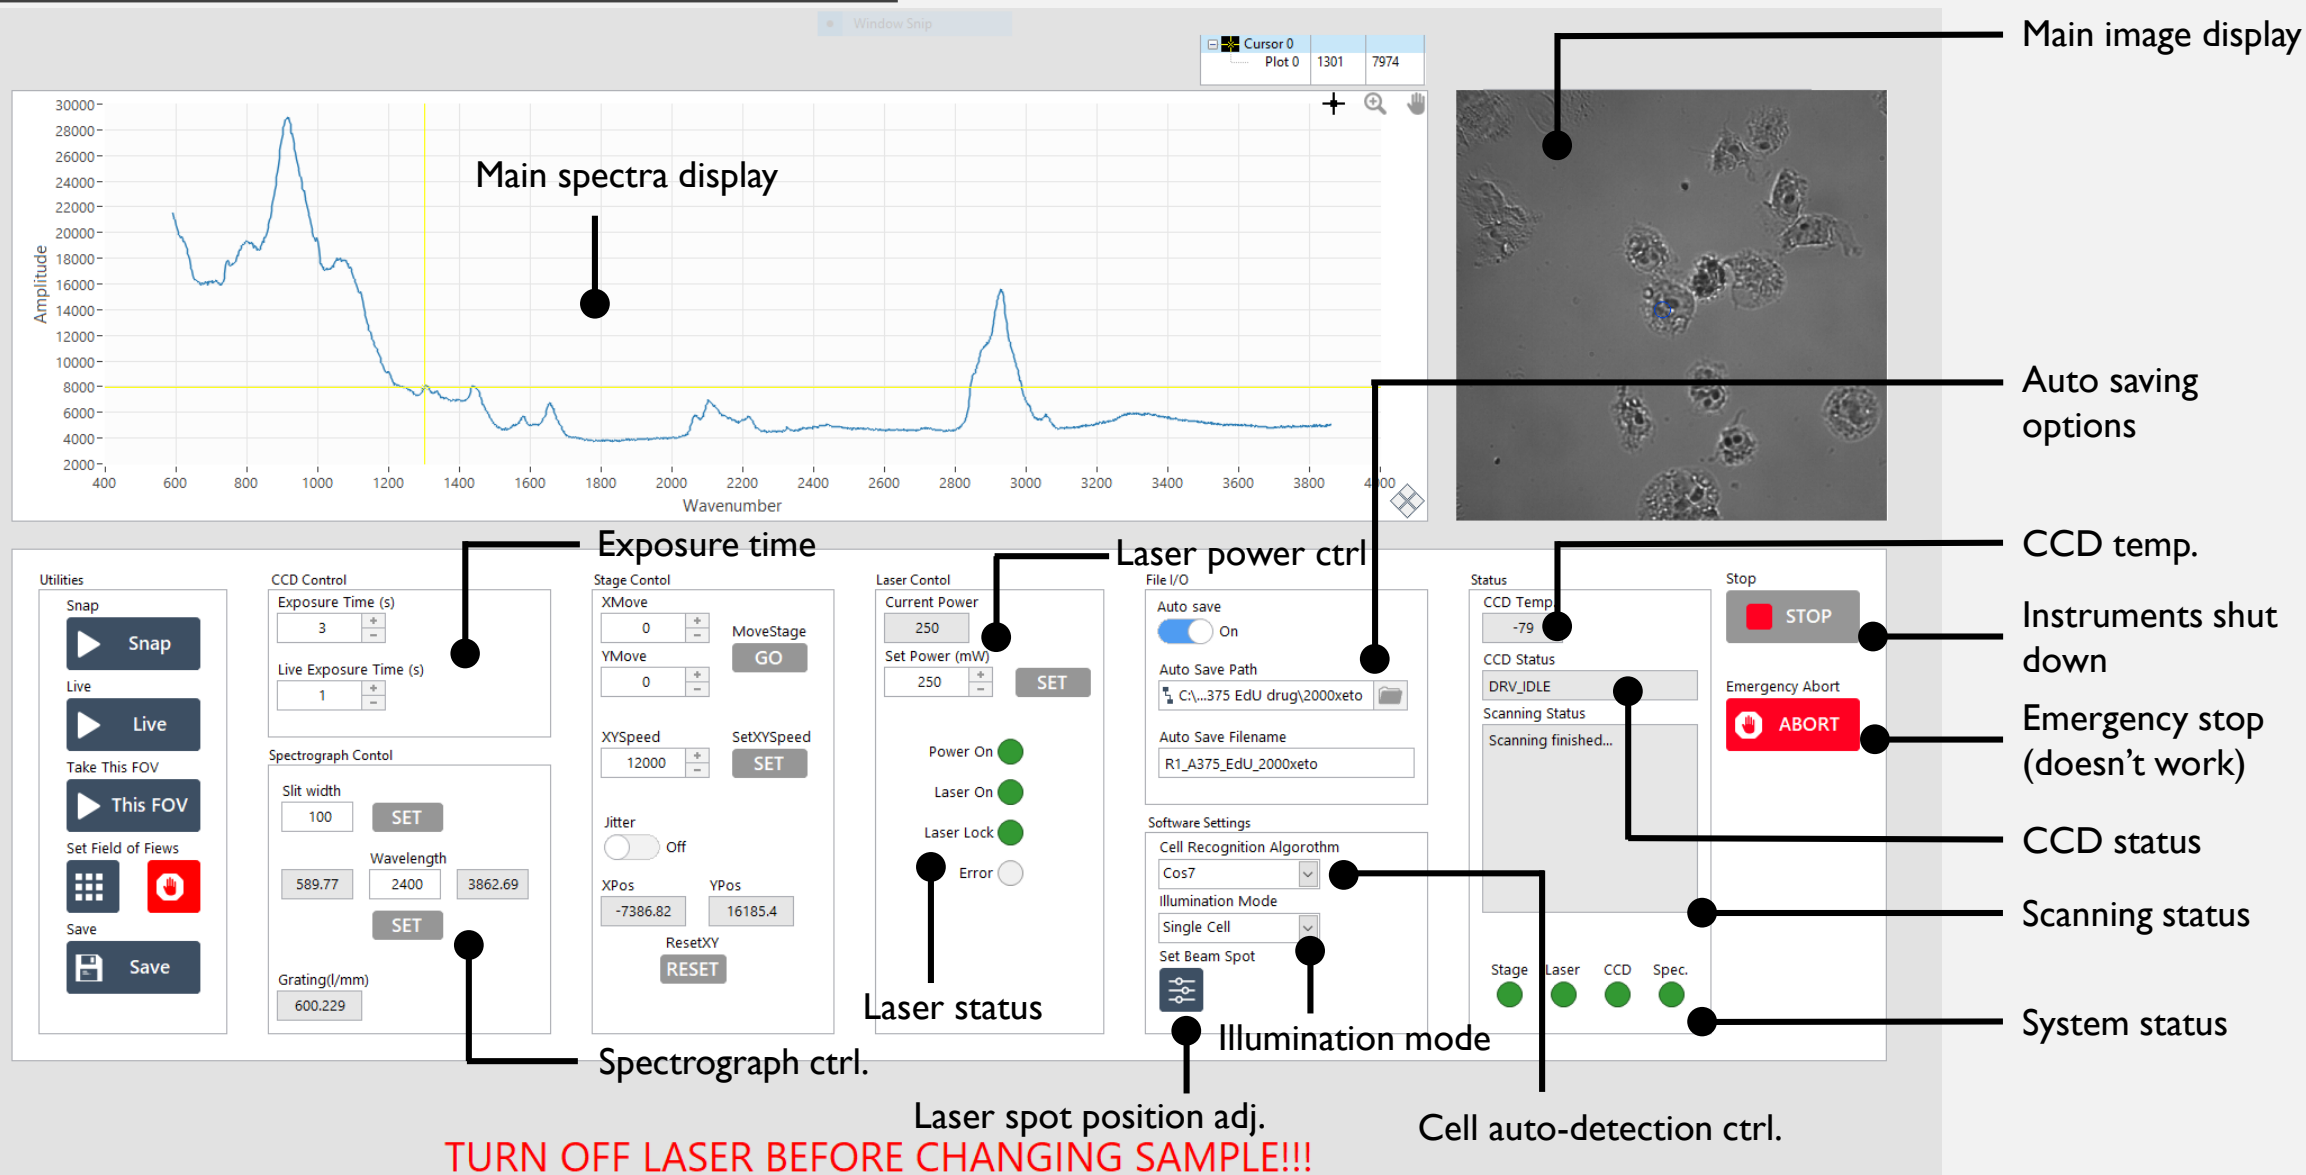 Window Snip
Cursor 0
Plot 0 1301 7974
Main image display
30000
28000
26000
24000
22000
20000
18000
16000
14000
12000
10000
8000
6000
4000
2000
Amplitude
Main spectra display
400 600 800 1000 1200 1400 1600 1800 2000 2200 2400 2600 2800 3000 3200 3400 3600 3800 4000
Wavenumber
Auto saving
options
Exposure time
Laser power ctrl
CCD temp.
Instruments shut
down
Emergency stop
(doesn't work)
CCD status
Scanning status
System status
Utilities
Snap
Snap
Live
Live
Take This FOV
This FOV
Set Field of Fiews
Save
Save
CCD Control
Exposure Time (s)
3
Live Exposure Time (s)
1
Spectrograph Contol
Slit width
100 SET
Wavelength
589.77 2400 3862.69
SET
Grating(l/mm)
600.229
Spectrograph ctrl.
Stage Contol
XMove
0
MoveStage
GO
YMove
0
XYSpeed SetXYSpeed
12000 SET
Jitter
Off
XPos YPos
-7386.82 16185.4
ResetXY
RESET
Laser Contol
Current Power
250
Set Power (mW)
250 SET
Power On
Laser On
Laser Lock
Error
Laser status
File I/O
Auto save
On
Auto Save Path
C:\...375 EdU drug\2000xeto
Auto Save Filename
R1_A375_EdU_2000xeto
Software Settings
Cell Recognition Algorothm
Cos7
Illumination Mode
Single Cell
Set Beam Spot
Illumination mode
Laser spot position adj.
Cell auto-detection ctrl.
Status
CCD Temp.
-79
CCD Status
DRV_IDLE
Scanning Status
Scanning finished...
Stage Laser CCD Spec.
Stop
STOP
Emergency Abort
ABORT
TURN OFF LASER BEFORE CHANGING SAMPLE!!!